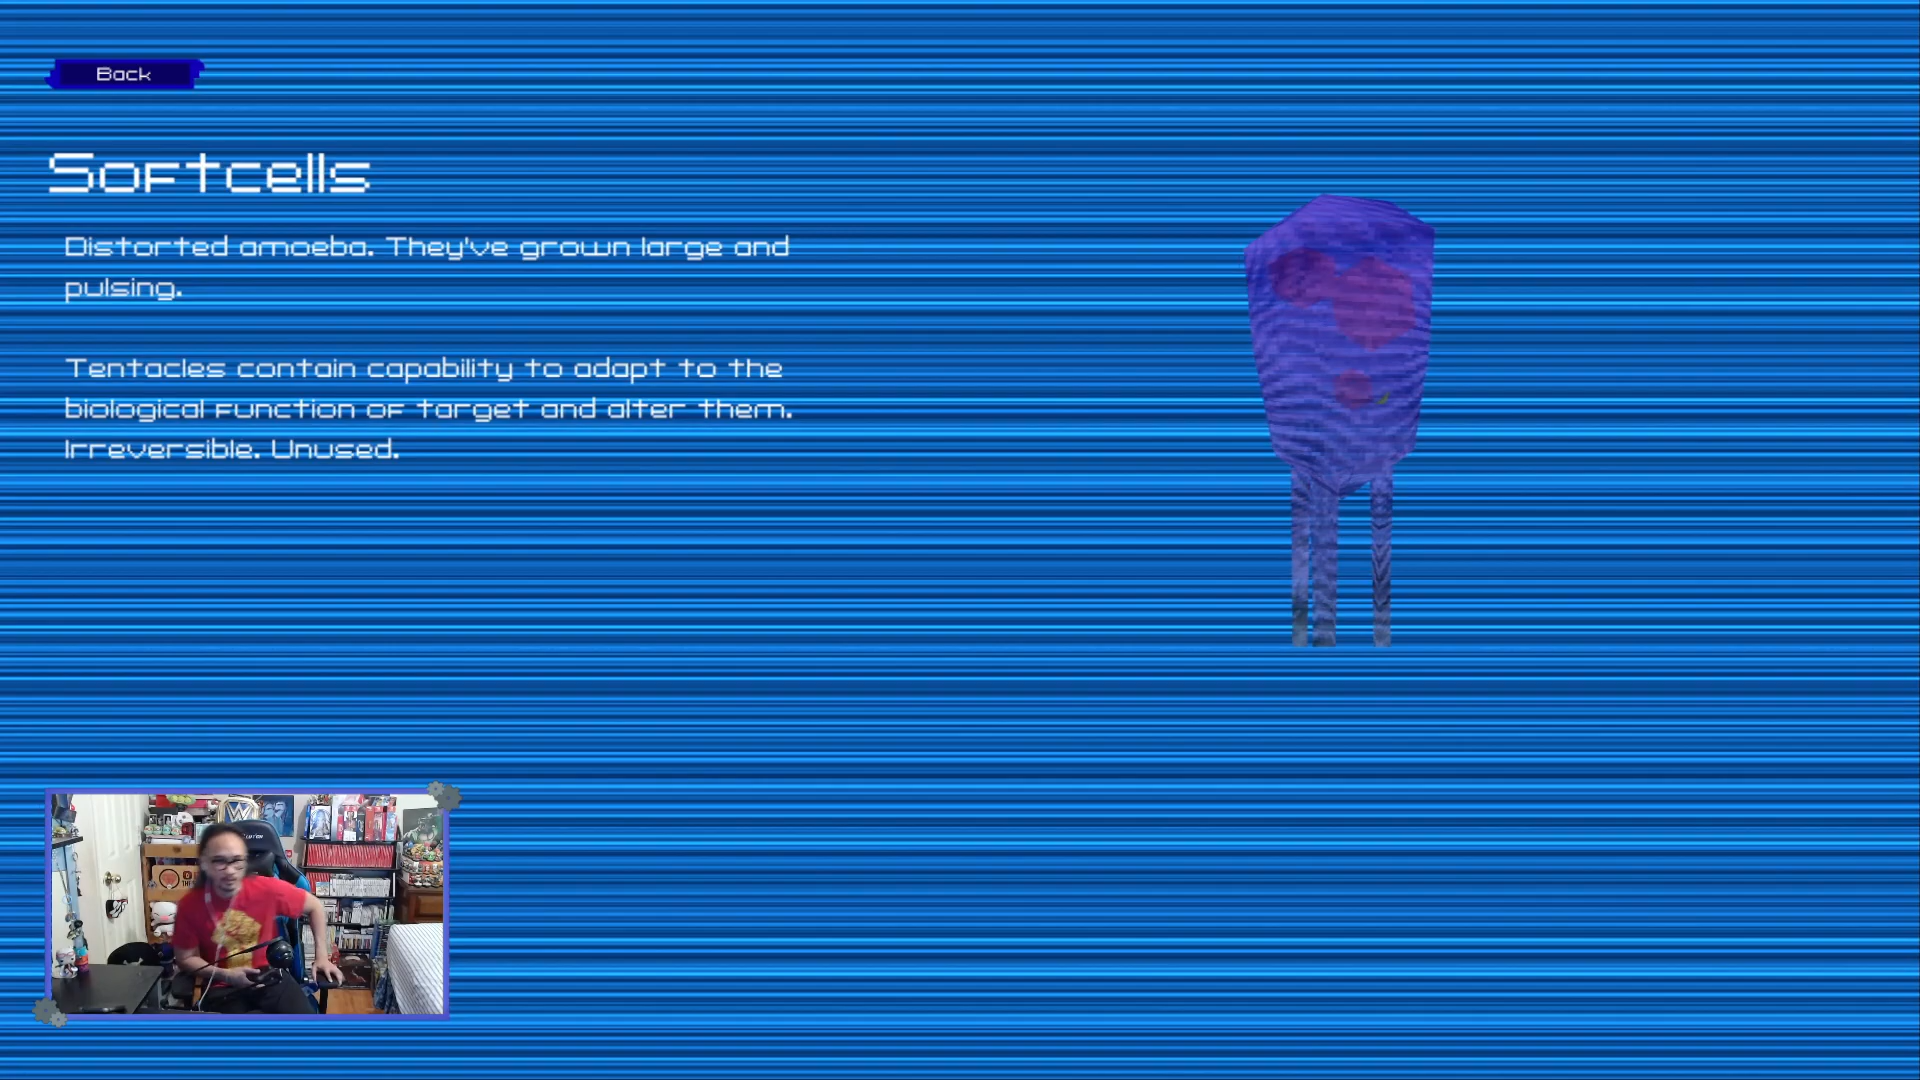 Back
Softcells
Distorted amoeba. They've grown large and
pulsing.
Tentacles contain capability to adapt to the
biological function of target and alter them.
Irreversible. Unused.